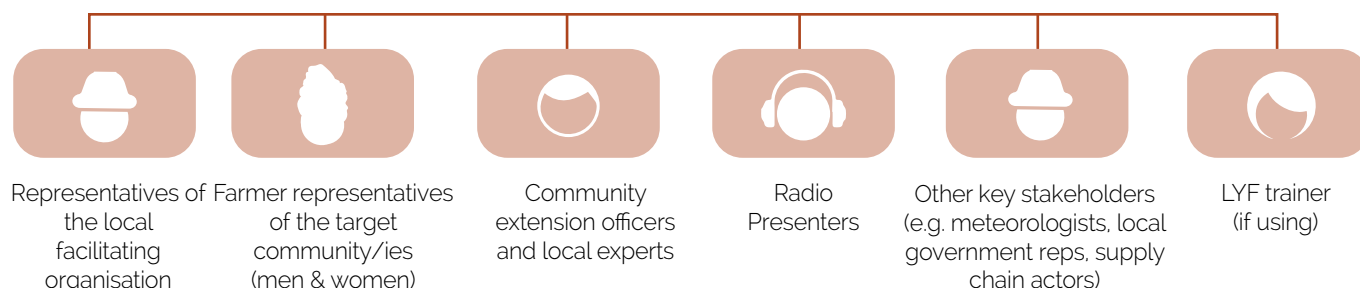 Representatives of
the local
facilitating
organisation
Farmer representatives
of the target
community/ies
(men & women)
Community
extension officers
and local experts
Radio
Presenters
Other key stakeholders
(e.g. meteorologists, local
government reps, supply
chain actors)
LYF trainer
(if using)